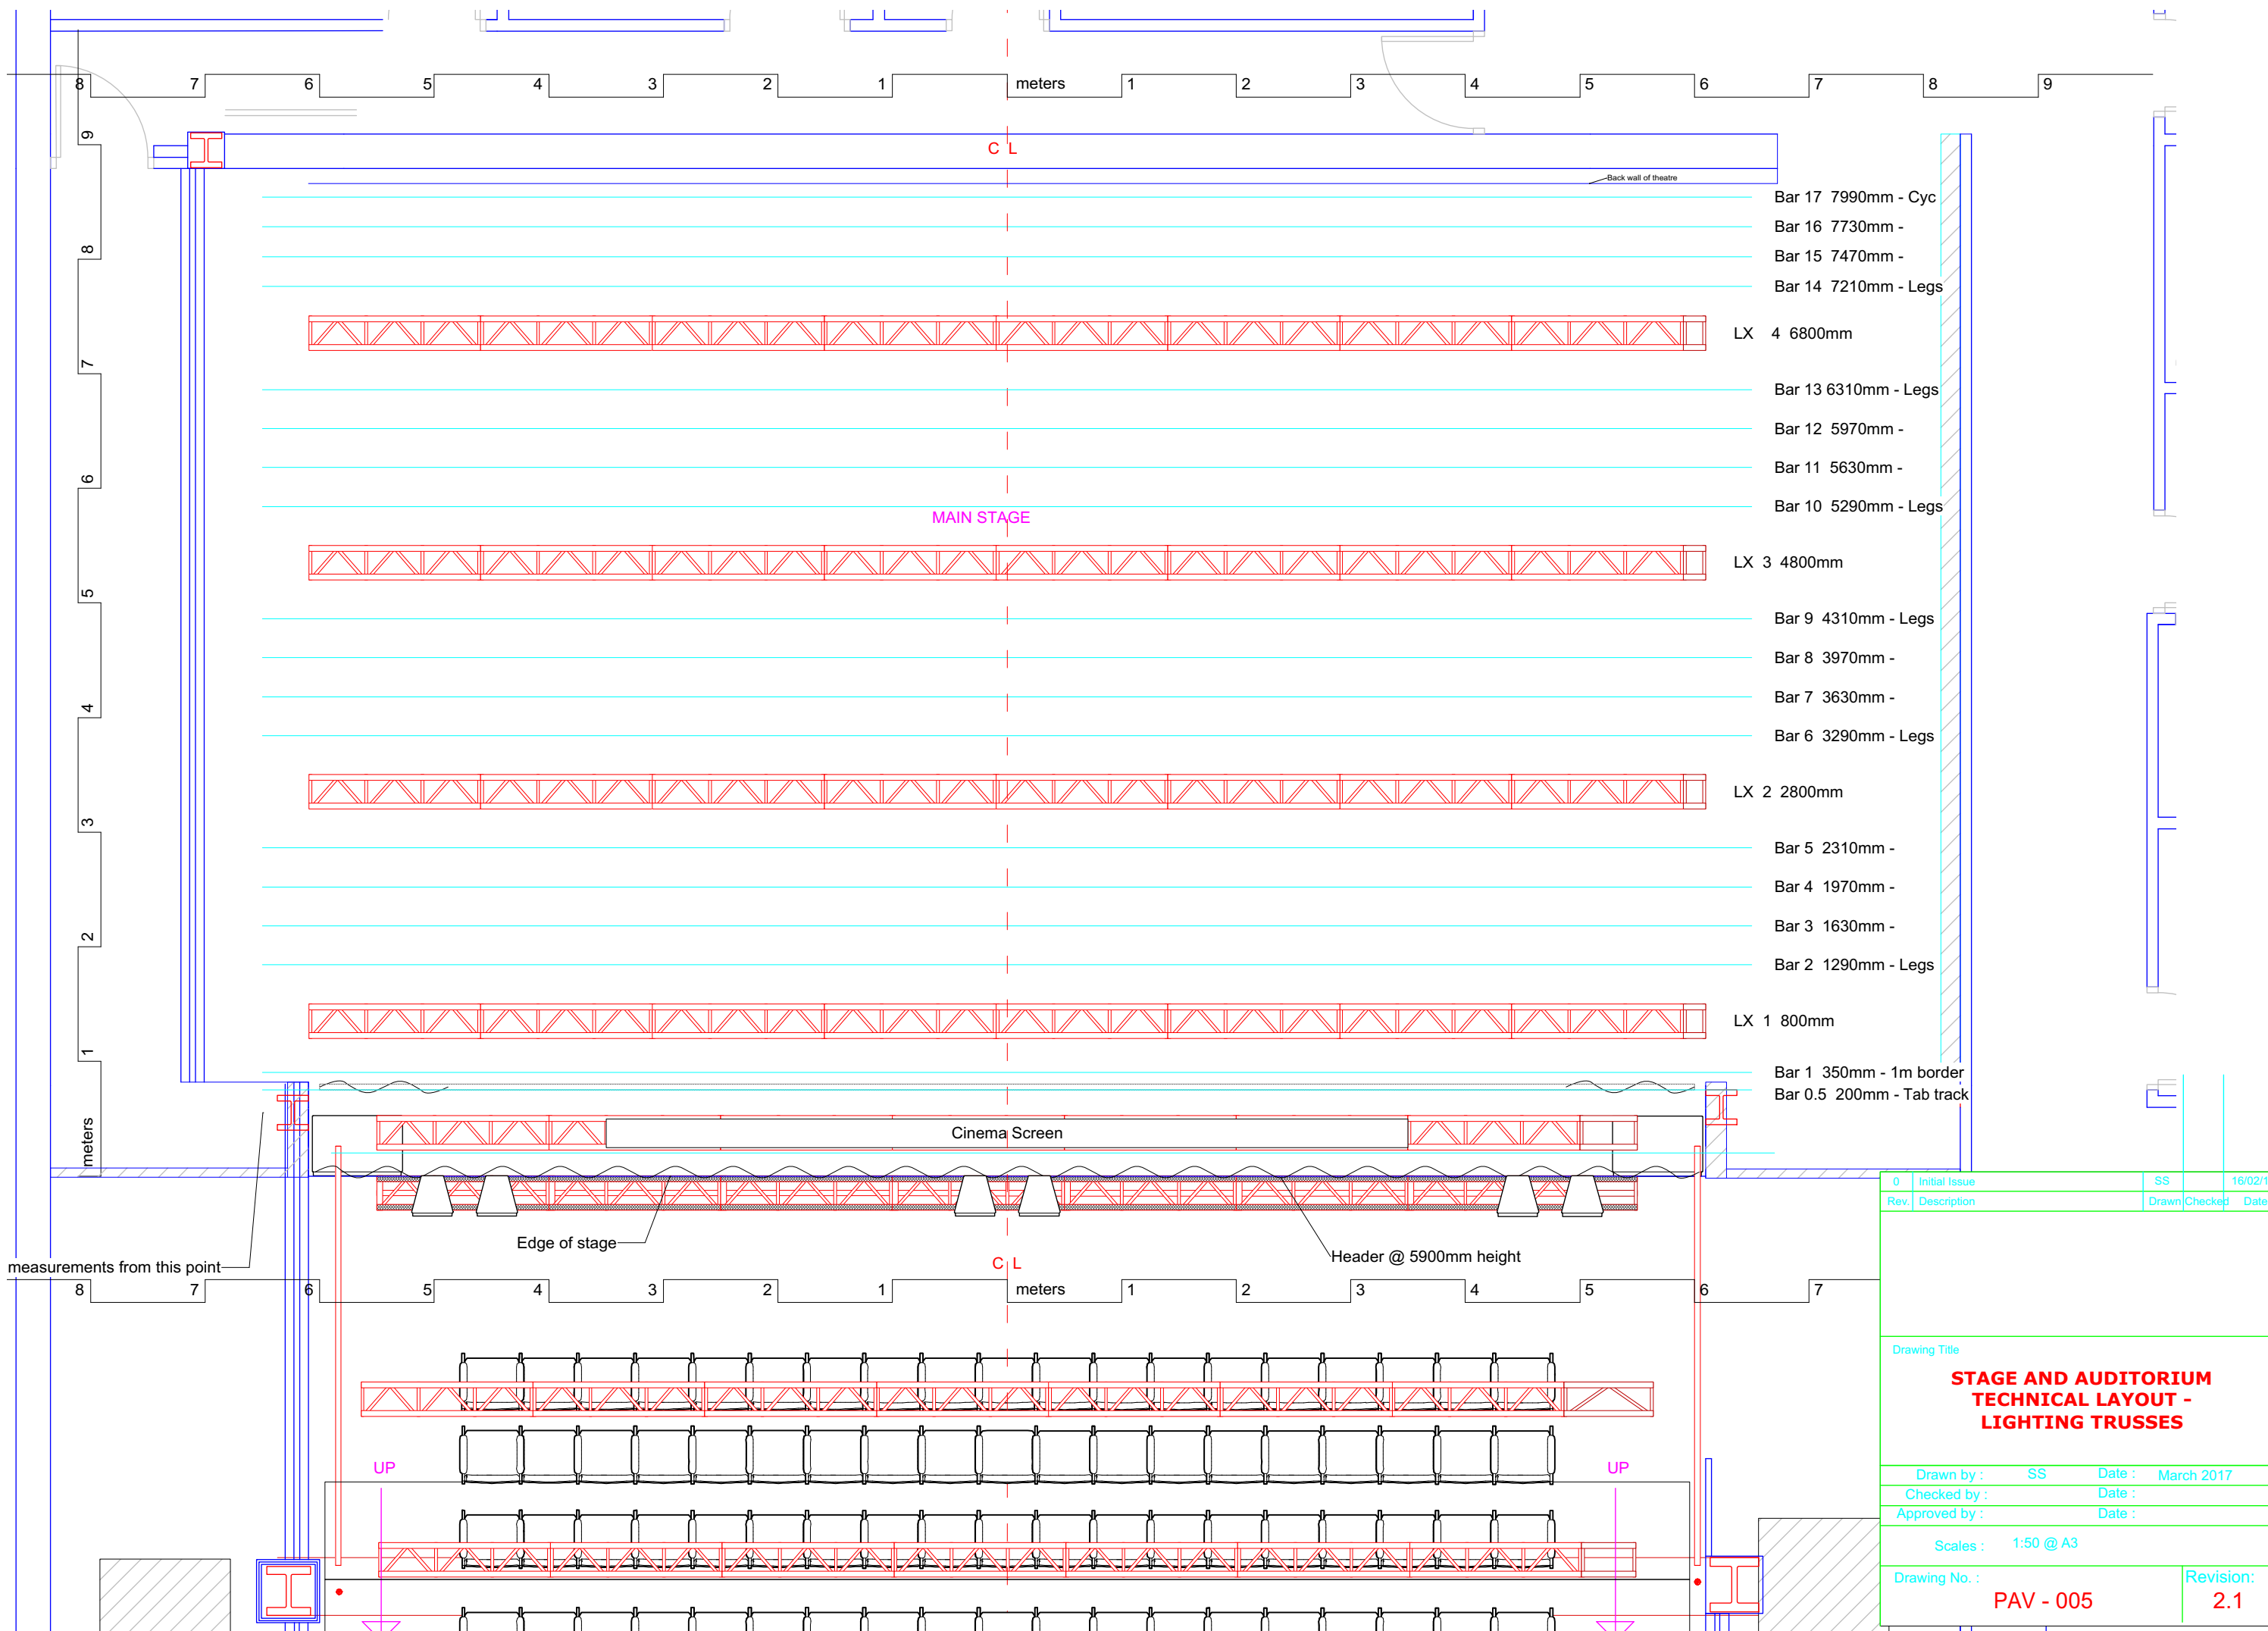 8 7 6 5 4 3 2 1 meters 1 2 3 4 5 6 7 8 9
9
8
7
6
5
4
3
2
1
meters
C L
Back wall of theatre
Bar 17 7990mm - Cyc
Bar 16 7730mm -
Bar 15 7470mm -
Bar 14 7210mm - Legs
LX 4 6800mm
Bar 13 6310mm - Legs
Bar 12 5970mm -
Bar 11 5630mm -
Bar 10 5290mm - Legs
MAIN STAGE
LX 3 4800mm
Bar 9 4310mm - Legs
Bar 8 3970mm -
Bar 7 3630mm -
Bar 6 3290mm - Legs
LX 2 2800mm
Bar 5 2310mm -
Bar 4 1970mm -
Bar 3 1630mm -
Bar 2 1290mm - Legs
LX 1 800mm
Bar 1 350mm - 1m border
Bar 0.5 200mm - Tab track
Cinema Screen
Edge of stage
Header @ 5900mm height
measurements from this point
C L
8 7 6 5 4 3 2 1 meters 1 2 3 4 5 6 7
UP
UP
0 Initial Issue SS 16/02/1
Rev. Description Drawn Checked Date
Drawing Title
STAGE AND AUDITORIUM
TECHNICAL LAYOUT -
LIGHTING TRUSSES
Drawn by : SS Date : March 2017
Checked by : Date :
Approved by : Date :
Scales : 1:50 @ A3
Drawing No. : Revision:
PAV - 005 2.1